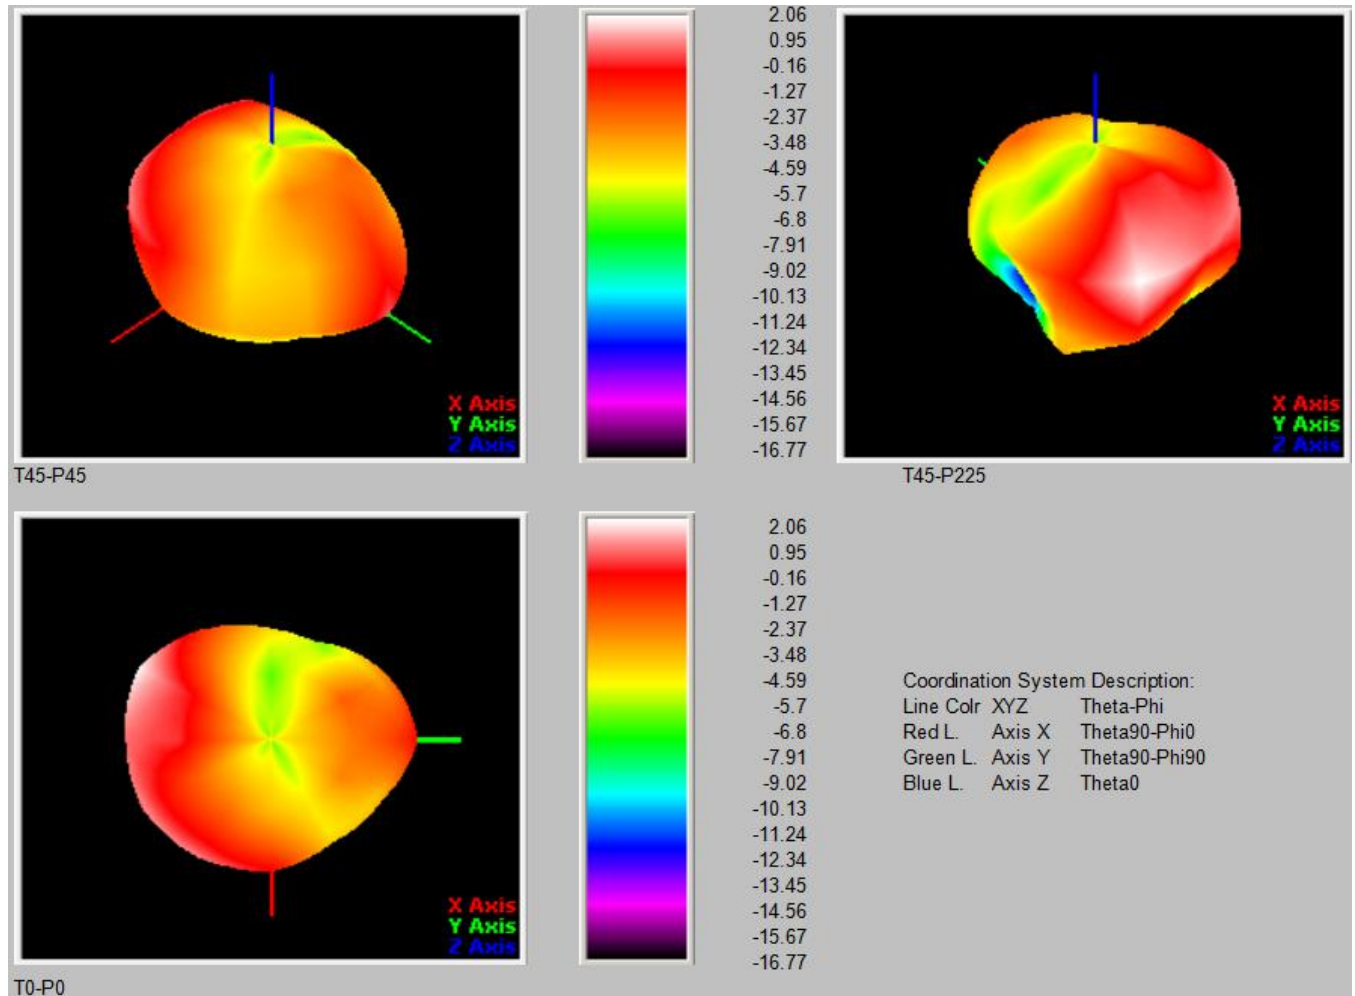 2.06
0.95
-0.16
-1.27
-2.37
-3.48
-4.59
-5.7
-6.8
-7.91
-9.02
-10.13
-11.24
-12.34
-13.45
-14.56
-15.67
-16.77
X Axis
Y Axis
Z Axis
T45-P45
X Axis
Y Axis
Z Axis
T45-P225
2.06
0.95
-0.16
-1.27
-2.37
-3.48
-4.59
-5.7
-6.8
-7.91
-9.02
-10.13
-11.24
-12.34
-13.45
-14.56
-15.67
-16.77
X Axis
Y Axis
Z Axis
T0-P0
Coordination System Description:
Line Colr XYZ Theta-Phi
Red L. Axis X Theta90-Phi0
Green L. Axis Y Theta90-Phi90
Blue L. Axis Z Theta0